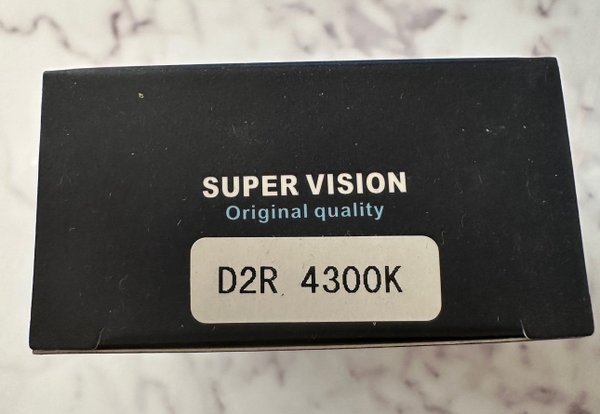 SUPER VISION
Original quality
D2R 4300K